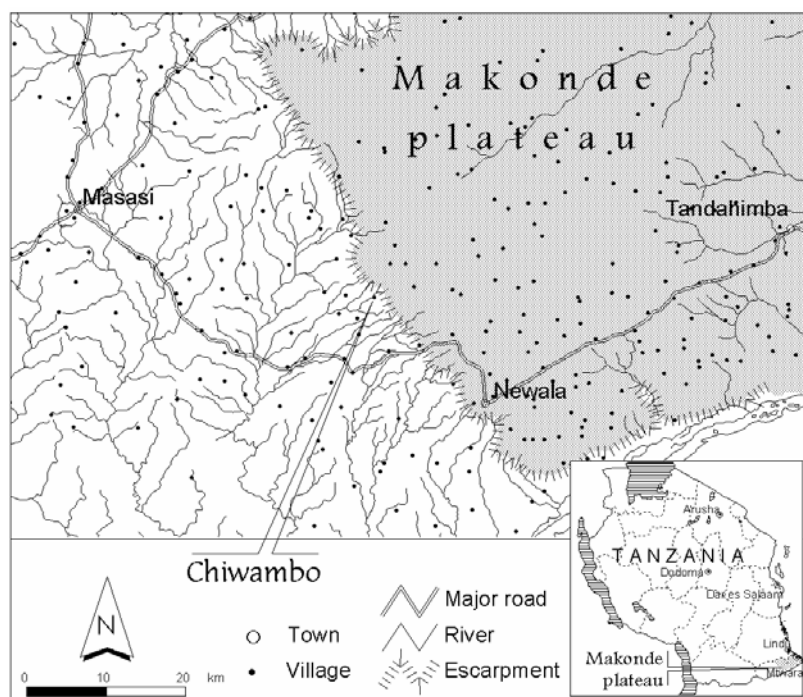 Makonde
plateau
Masasi
Tandahimba
Newala
Chiwambo
N
0 10 20 km
Town
Village
Major road
River
Escarpment
Arusha
TANZANIA
Dodoma
Dar es Salaam
Lindi
Mtwara
Makonde
plateau